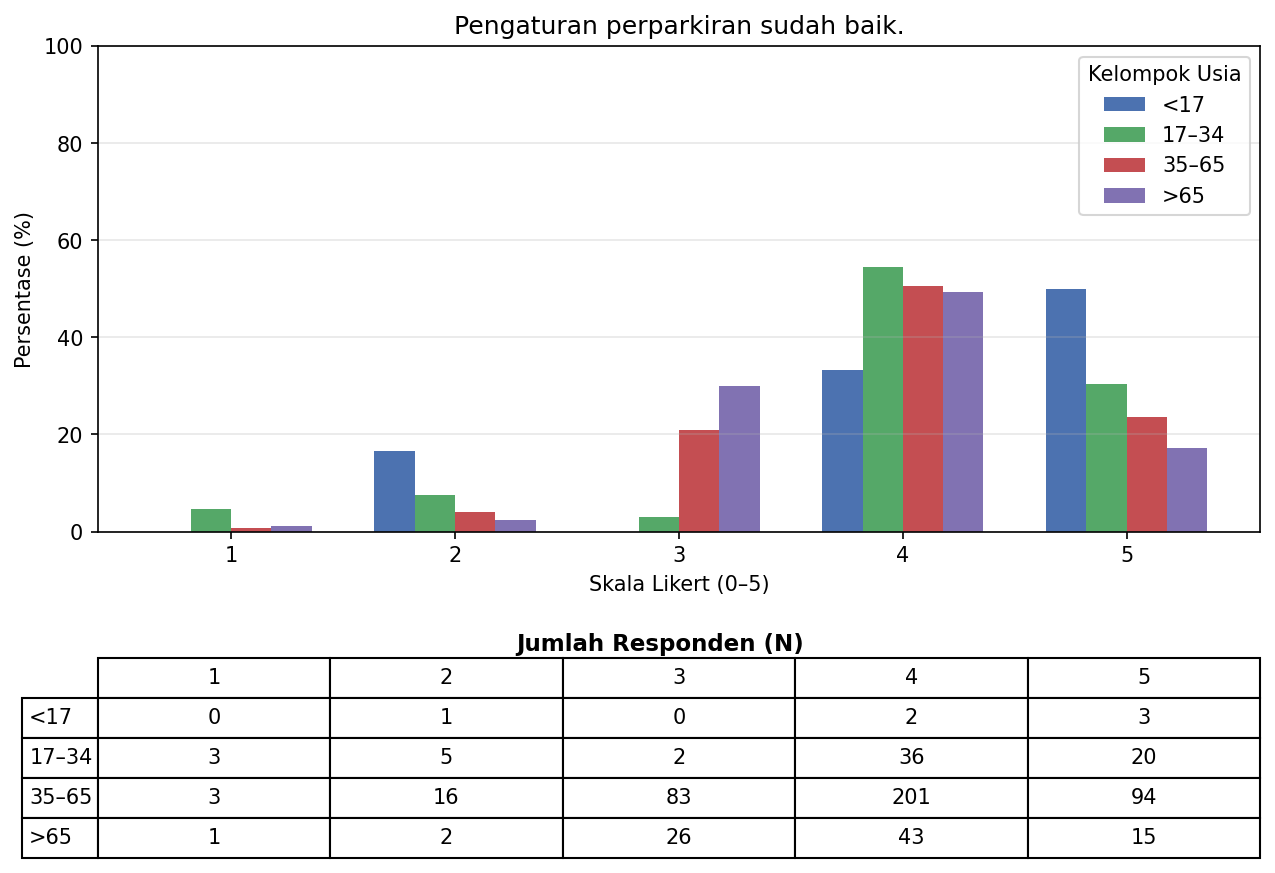 Pengaturan perparkiran sudah baik.
Kelompok Usia
<17
17–34
35–65
>65
Persentase (%)
100
80
60
40
20
0
1 2 3 4 5
Skala Likert (0–5)
Jumlah Responden (N)
1 2 3 4 5
<17 0 1 0 2 3
17–34 3 5 2 36 20
35–65 3 16 83 201 94
>65 1 2 26 43 15